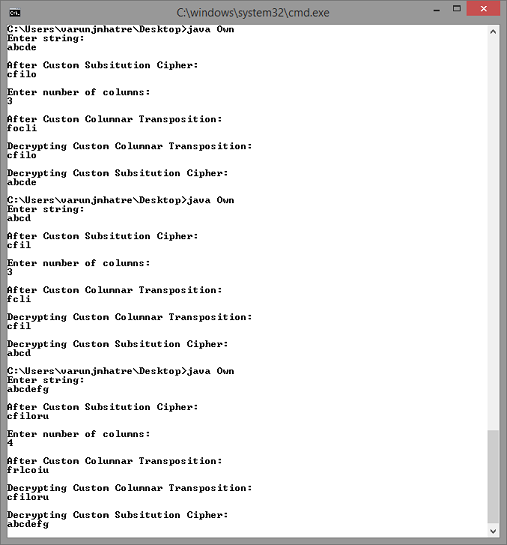 C:\windows\system32\cmd.exe
C:\Users\varunjmhatre\Desktop>java Own
Enter string:
abcde
After Custom Subsitution Cipher:
cfilo
Enter number of columns:
3
After Custom Columnar Transposition:
focli
Decrypting Custom Columnar Transposition:
cfilo
Decrypting Custom Subsitution Cipher:
abcde
C:\Users\varunjmhatre\Desktop>java Own
Enter string:
abcd
After Custom Subsitution Cipher:
cfil
Enter number of columns:
3
After Custom Columnar Transposition:
fcli
Decrypting Custom Columnar Transposition:
cfil
Decrypting Custom Subsitution Cipher:
abcd
C:\Users\varunjmhatre\Desktop>java Own
Enter string:
abcdefg
After Custom Subsitution Cipher:
cfiloru
Enter number of columns:
4
After Custom Columnar Transposition:
frlcoiu
Decrypting Custom Columnar Transposition:
cfiloru
Decrypting Custom Subsitution Cipher:
abcdefg